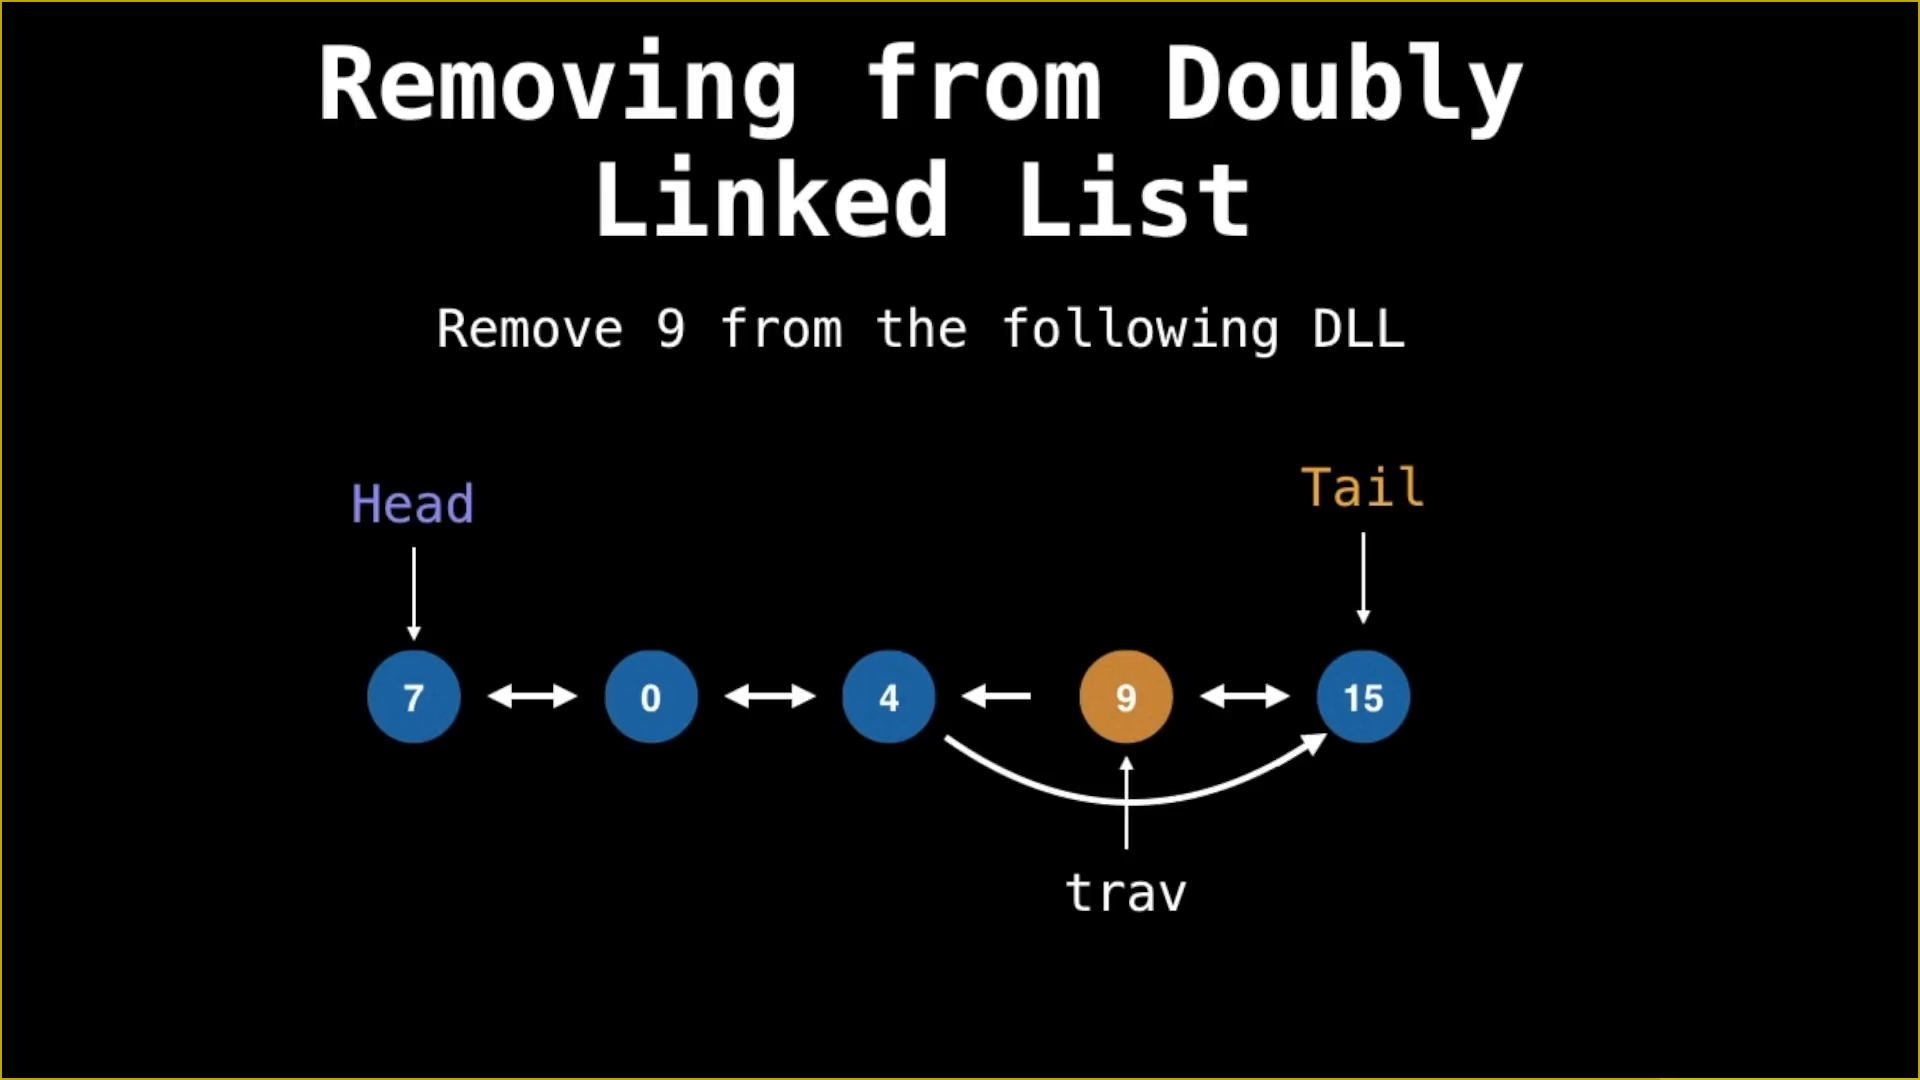 Removing from Doubly
Linked List
Remove 9 from the following DLL
Head
Tail
7 0 4 9 15
trav